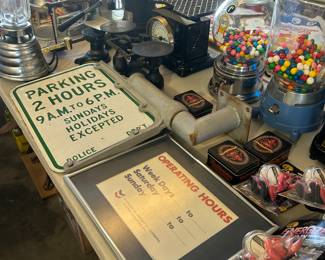 PARKING
2 HOURS
9 A.M. TO 6 P.M.
SUNDAYS
HOLIDAYS
EXCEPTED
POLICE DEPT.
OPERATING HOURS
Week Days to
Saturday to
Sunday to